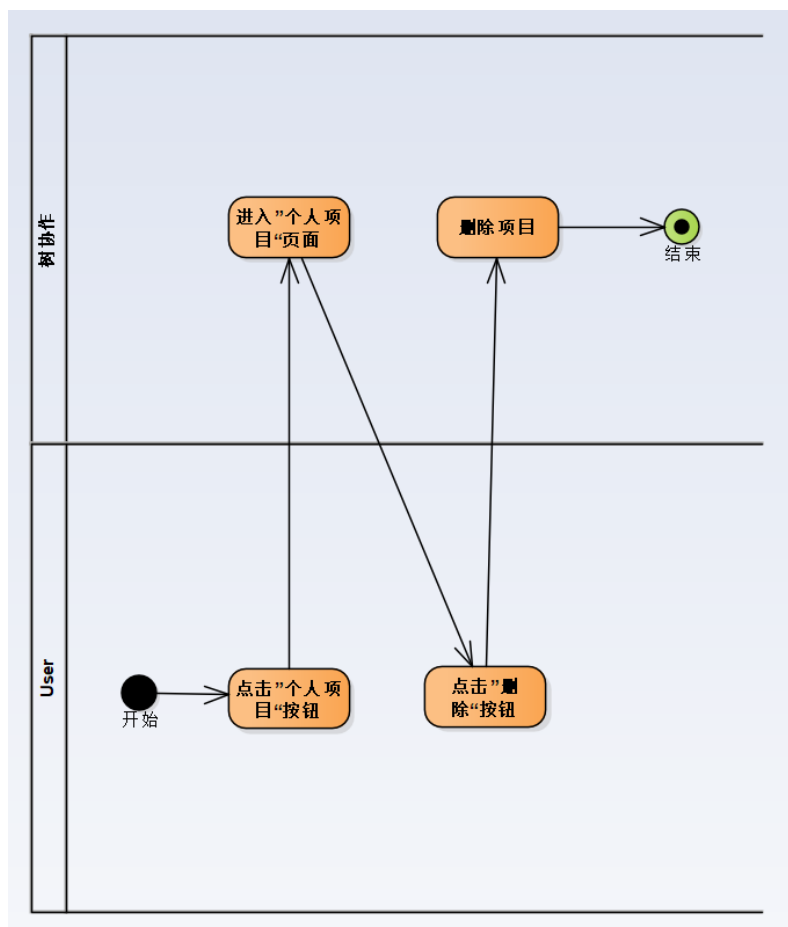 树协作
进入”个人项
目“页面
删除项目
结束
User
开始
点击”个人项
目“按钮
点击”删
除“按钮